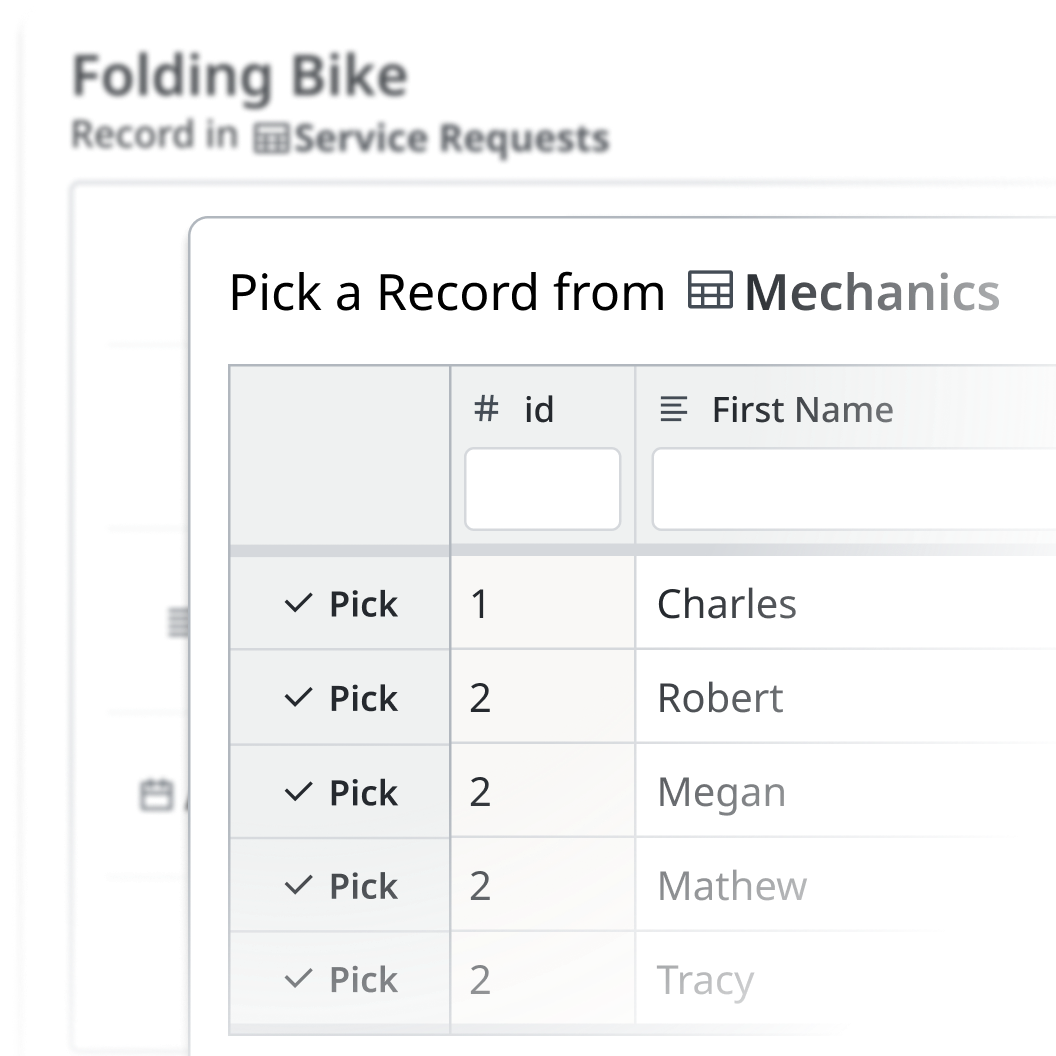 Folding Bike
Record in Service Requests
Pick a Record from Mechanics
# id First Name
Pick 1 Charles
Pick 2 Robert
Pick 2 Megan
Pick 2 Mathew
Pick 2 Tracy